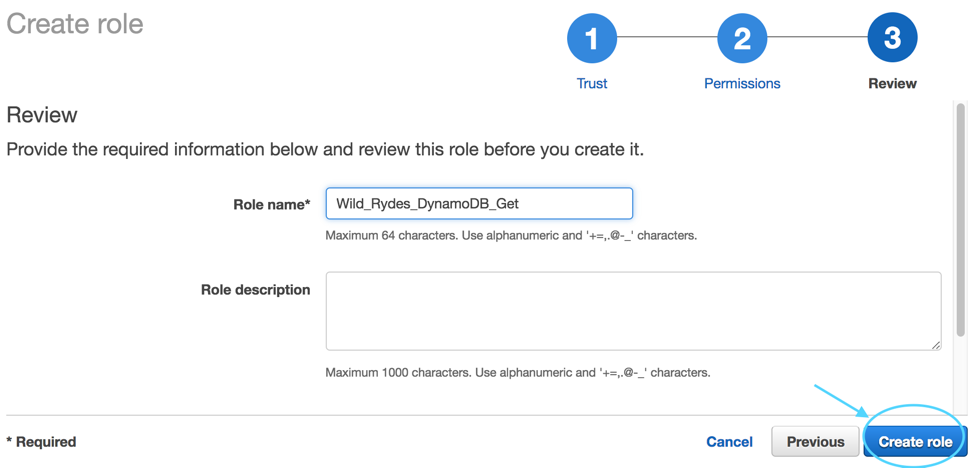 Create role
1
2
3
Trust
Permissions
Review
Review
Provide the required information below and review this role before you create it.
Role name*
Wild_Rydes_DynamoDB_Get
Maximum 64 characters. Use alphanumeric and '+=,.@-_' characters.
Role description
Maximum 1000 characters. Use alphanumeric and '+=,.@-_' characters.
* Required
Cancel
Previous
Create role